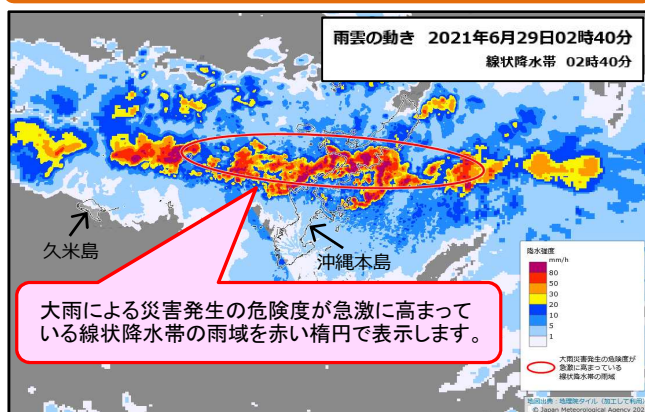 雨雲の動き 2021年6月29日02時40分
線状降水帯 02時40分
久米島
沖縄本島
大雨による災害発生の危険度が急激に高まって
いる線状降水帯の雨域を赤い楕円で表示します。
降水強度
mm/h
80
50
30
20
10
5
1
大雨災害発生の危険度が
急激に高まっている
線状降水帯の雨域
地図出典:地理院タイル(加工して利用)
© Japan Meteorological Agency 202